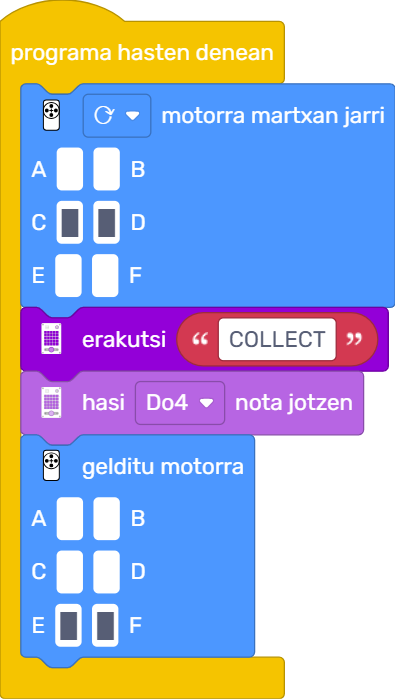 programa hasten denean
motorra martxan jarri
A B
C D
E F
erakutsi “ COLLECT ”
hasi Do4 nota jotzen
gelditu motorra
A B
C D
E F